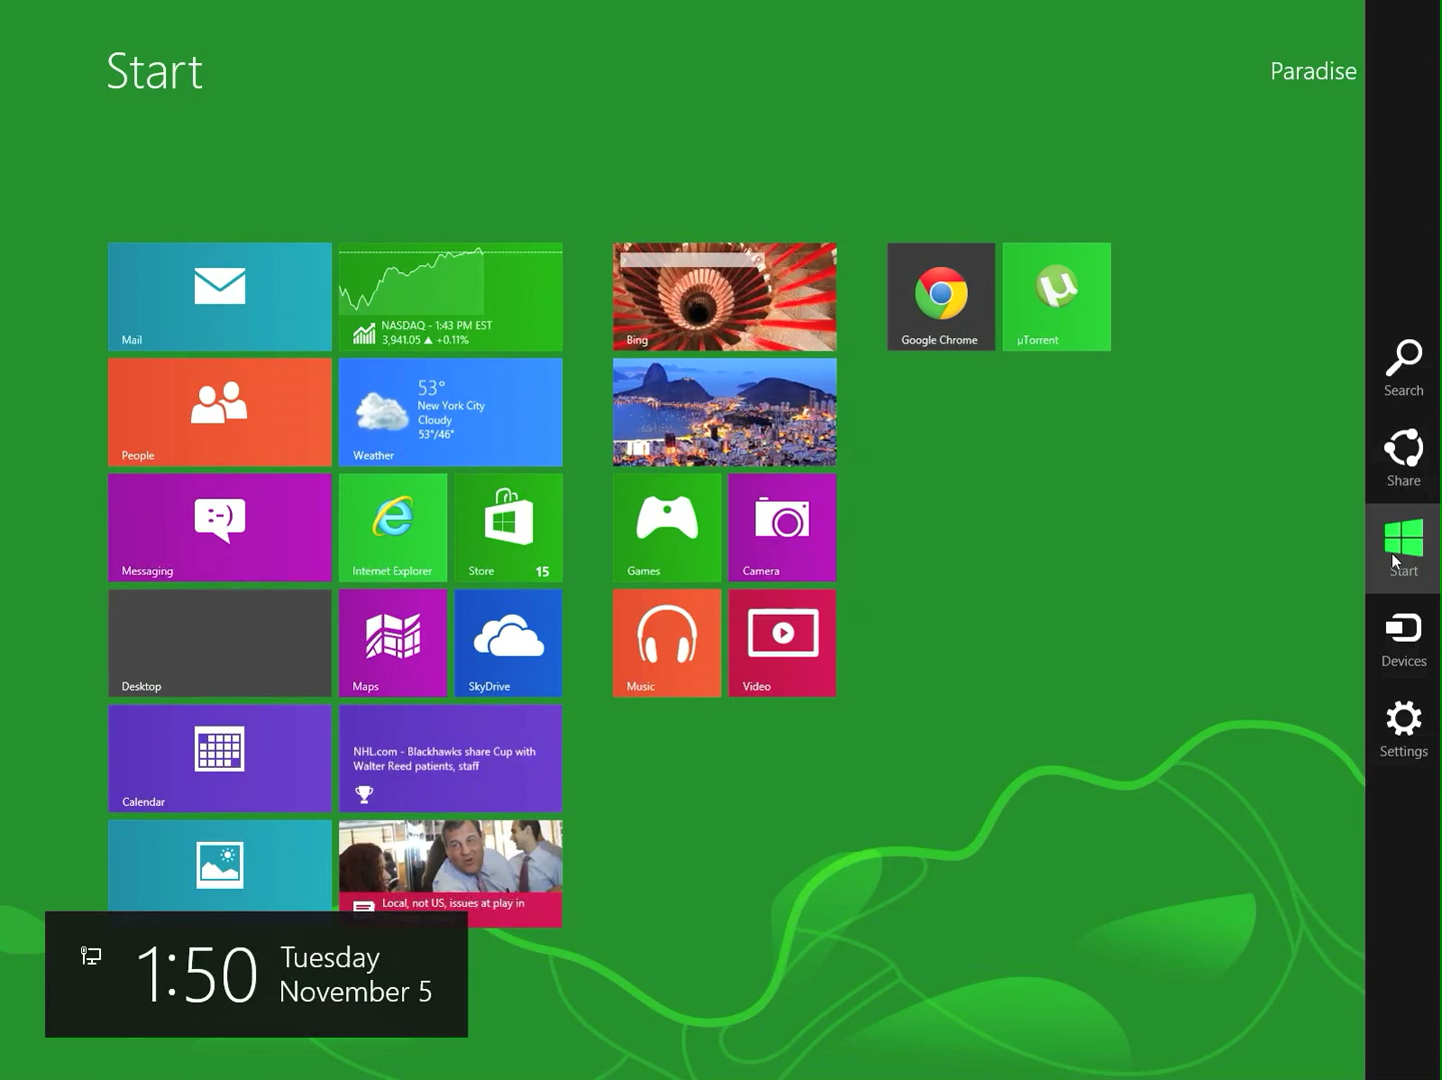 Start
Paradise
Mail
NASDAQ - 1:43 PM EST
3,941.05 ▲ +0.11%
Bing
Google Chrome
µTorrent
People
53°
New York City
Cloudy
53°/46°
Weather
Messaging
Internet Explorer
Store
15
Games
Camera
Desktop
Maps
SkyDrive
Music
Video
Calendar
NHL.com - Blackhawks share Cup with
Walter Reed patients, staff
Local, not US, issues at play in
1:50
Tuesday
November 5
Search
Share
Start
Devices
Settings